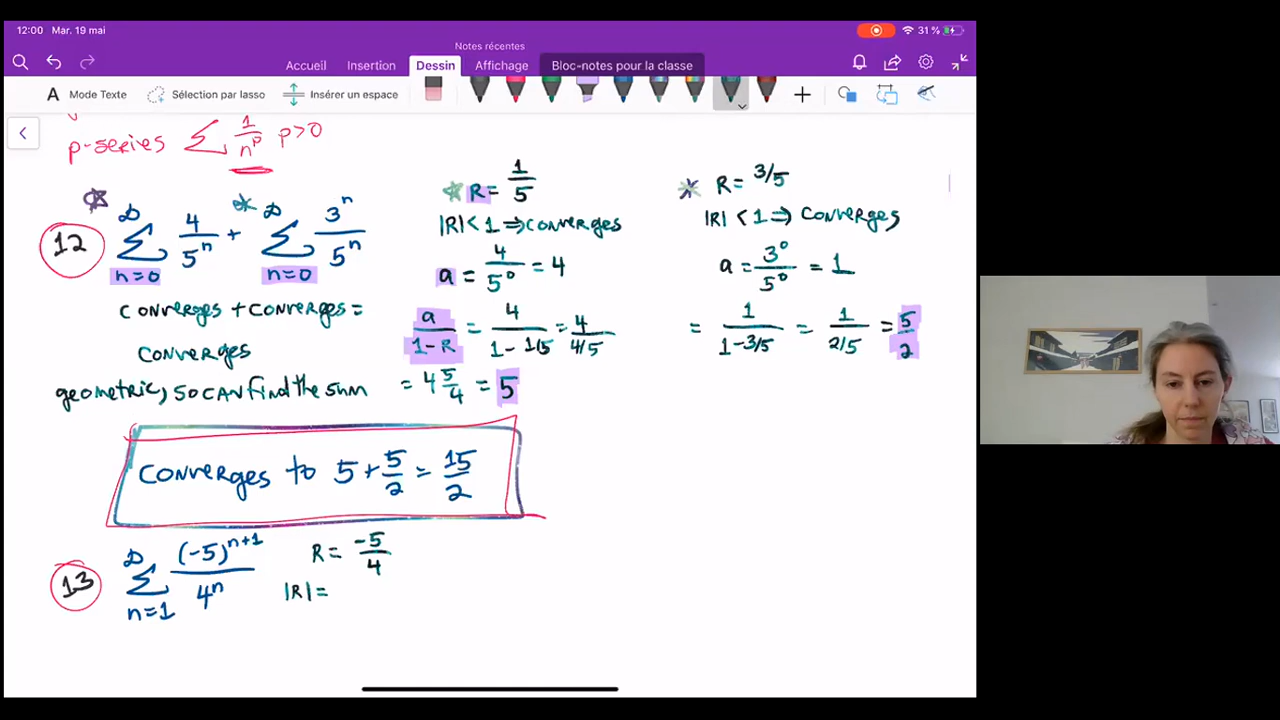 12:00 Mar. 19 mai
31 %
Notes récentes
Accueil Insertion Dessin Affichage Bloc-notes pour la classe
A Mode Texte Sélection par lasso Insérer un espace
p-series ∑ 1/n^p p>0
12 ∑ n=0 ∞ 4/5^n + ∑ n=0 ∞ 3^n/5^n
converges + converges =
converges
geometric, so can find the sum
R = 1/5
|R| < 1 ⇒ converges
a = 4/5^0 = 4
a/(1-R) = 4/(1 - 1/5) = 4/(4/5)
= 4 5/4 = 5
R = 3/5
|R| < 1 ⇒ converges
a = 3^0/5^0 = 1
= 1/(1-3/5) = 1/(2/5) = 5/2
converges to 5 + 5/2 = 15/2
13 ∑ n=1 ∞ (-5)^(n+1)/4^n
R = -5/4
|R| =